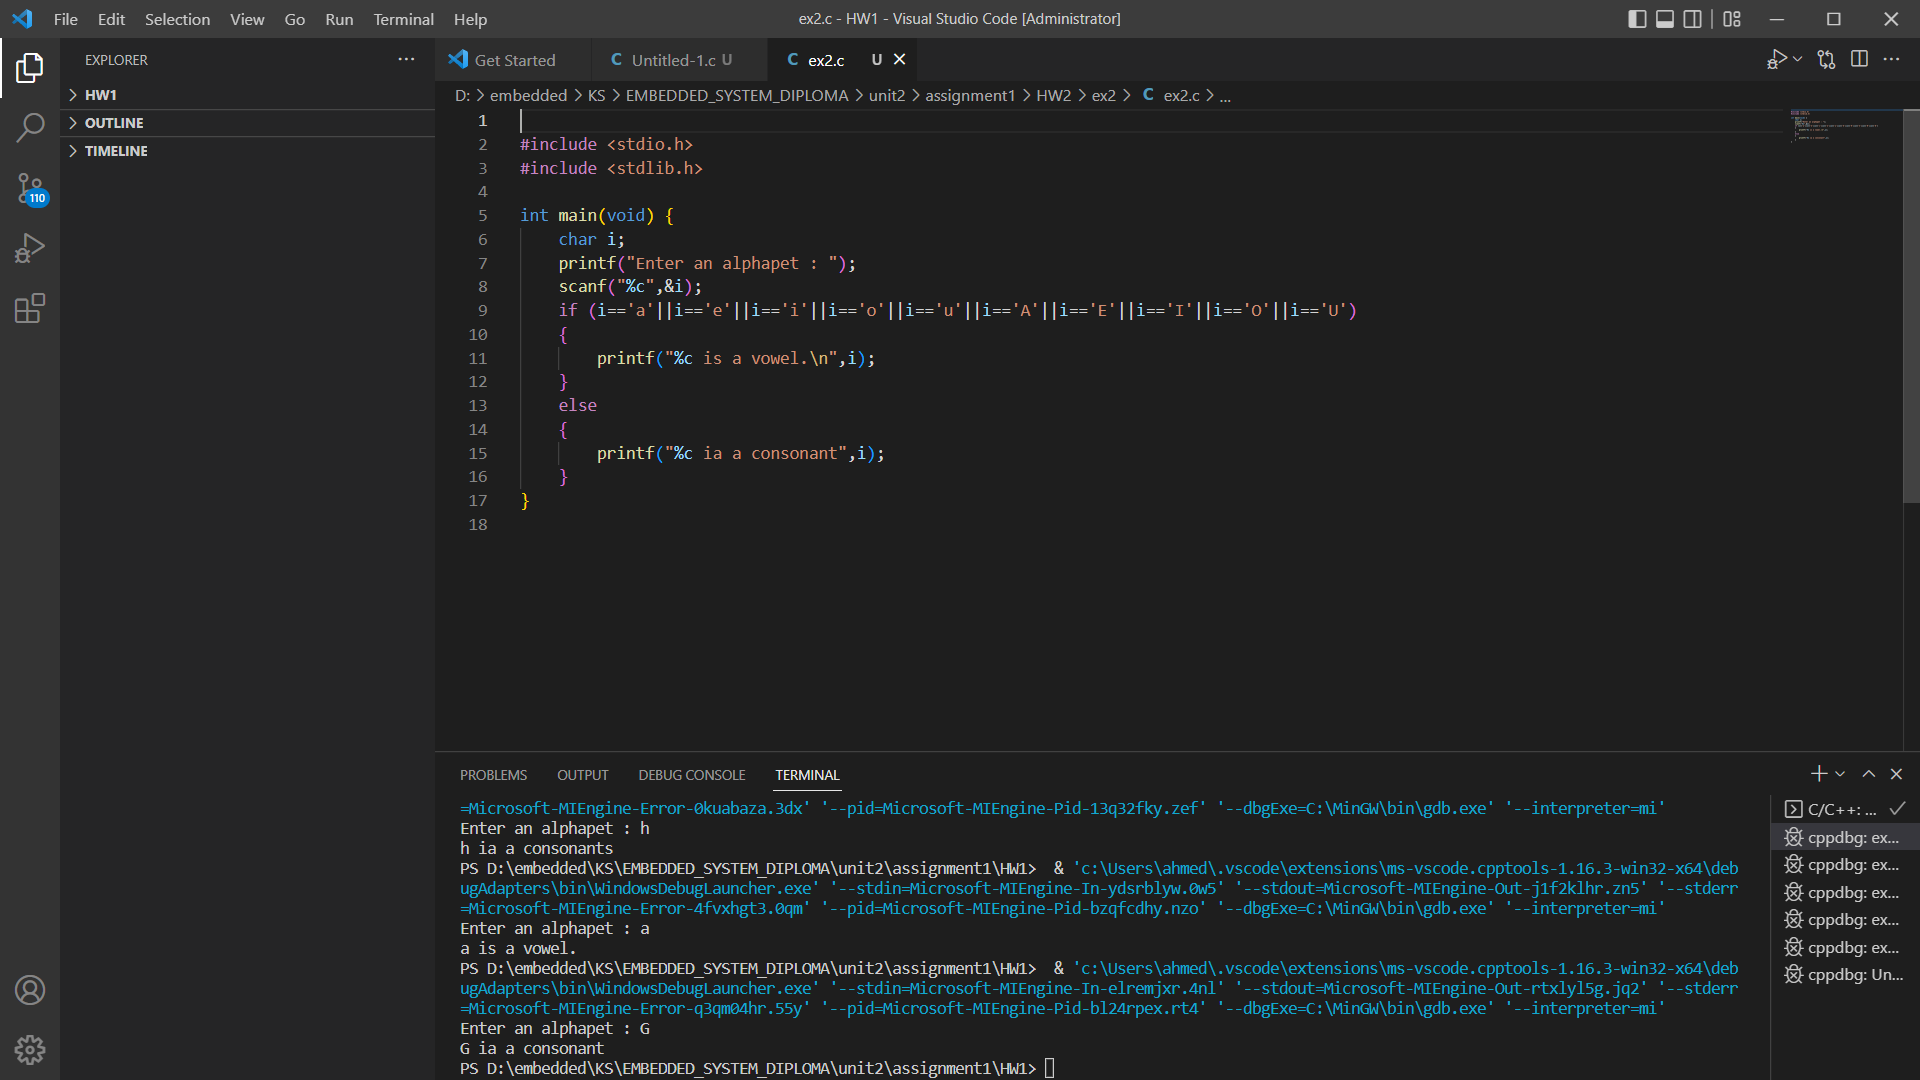 File Edit Selection View Go Run Terminal Help
ex2.c - HW1 - Visual Studio Code [Administrator]
EXPLORER
HW1
OUTLINE
TIMELINE
110
Get Started
C Untitled-1.c U
C ex2.c U
D: > embedded > KS > EMBEDDED_SYSTEM_DIPLOMA > unit2 > assignment1 > HW2 > ex2 > C ex2.c > ...
1
2 #include <stdio.h>
3 #include <stdlib.h>
4
5 int main(void) {
6     char i;
7     printf("Enter an alphapet : ");
8     scanf("%c",&i);
9     if (i=='a'||i=='e'||i=='i'||i=='o'||i=='u'||i=='A'||i=='E'||i=='I'||i=='O'||i=='U')
10     {
11         printf("%c is a vowel.\n",i);
12     }
13     else
14     {
15         printf("%c ia a consonant",i);
16     }
17 }
18
PROBLEMS OUTPUT DEBUG CONSOLE TERMINAL
=Microsoft-MIEngine-Error-0kuabaza.3dx' '--pid=Microsoft-MIEngine-Pid-13q32fky.zef' '--dbgExe=C:\MinGW\bin\gdb.exe' '--interpreter=mi'
Enter an alphapet : h
h ia a consonants
PS D:\embedded\KS\EMBEDDED_SYSTEM_DIPLOMA\unit2\assignment1\HW1>  & 'c:\Users\ahmed\.vscode\extensions\ms-vscode.cpptools-1.16.3-win32-x64\deb
ugAdapters\bin\WindowsDebugLauncher.exe' '--stdin=Microsoft-MIEngine-In-ydsrblyw.0w5' '--stdout=Microsoft-MIEngine-Out-j1f2klhr.zn5' '--stderr
=Microsoft-MIEngine-Error-4fvxhgt3.0qm' '--pid=Microsoft-MIEngine-Pid-bzqfcdhy.nzo' '--dbgExe=C:\MinGW\bin\gdb.exe' '--interpreter=mi'
Enter an alphapet : a
a is a vowel.
PS D:\embedded\KS\EMBEDDED_SYSTEM_DIPLOMA\unit2\assignment1\HW1>  & 'c:\Users\ahmed\.vscode\extensions\ms-vscode.cpptools-1.16.3-win32-x64\deb
ugAdapters\bin\WindowsDebugLauncher.exe' '--stdin=Microsoft-MIEngine-In-elremjxr.4nl' '--stdout=Microsoft-MIEngine-Out-rtxlyl5g.jq2' '--stderr
=Microsoft-MIEngine-Error-q3qm04hr.55y' '--pid=Microsoft-MIEngine-Pid-bl24rpex.rt4' '--dbgExe=C:\MinGW\bin\gdb.exe' '--interpreter=mi'
Enter an alphapet : G
G ia a consonant
PS D:\embedded\KS\EMBEDDED_SYSTEM_DIPLOMA\unit2\assignment1\HW1>
C/C++: ...
cppdbg: ex...
cppdbg: ex...
cppdbg: ex...
cppdbg: ex...
cppdbg: ex...
cppdbg: Un...